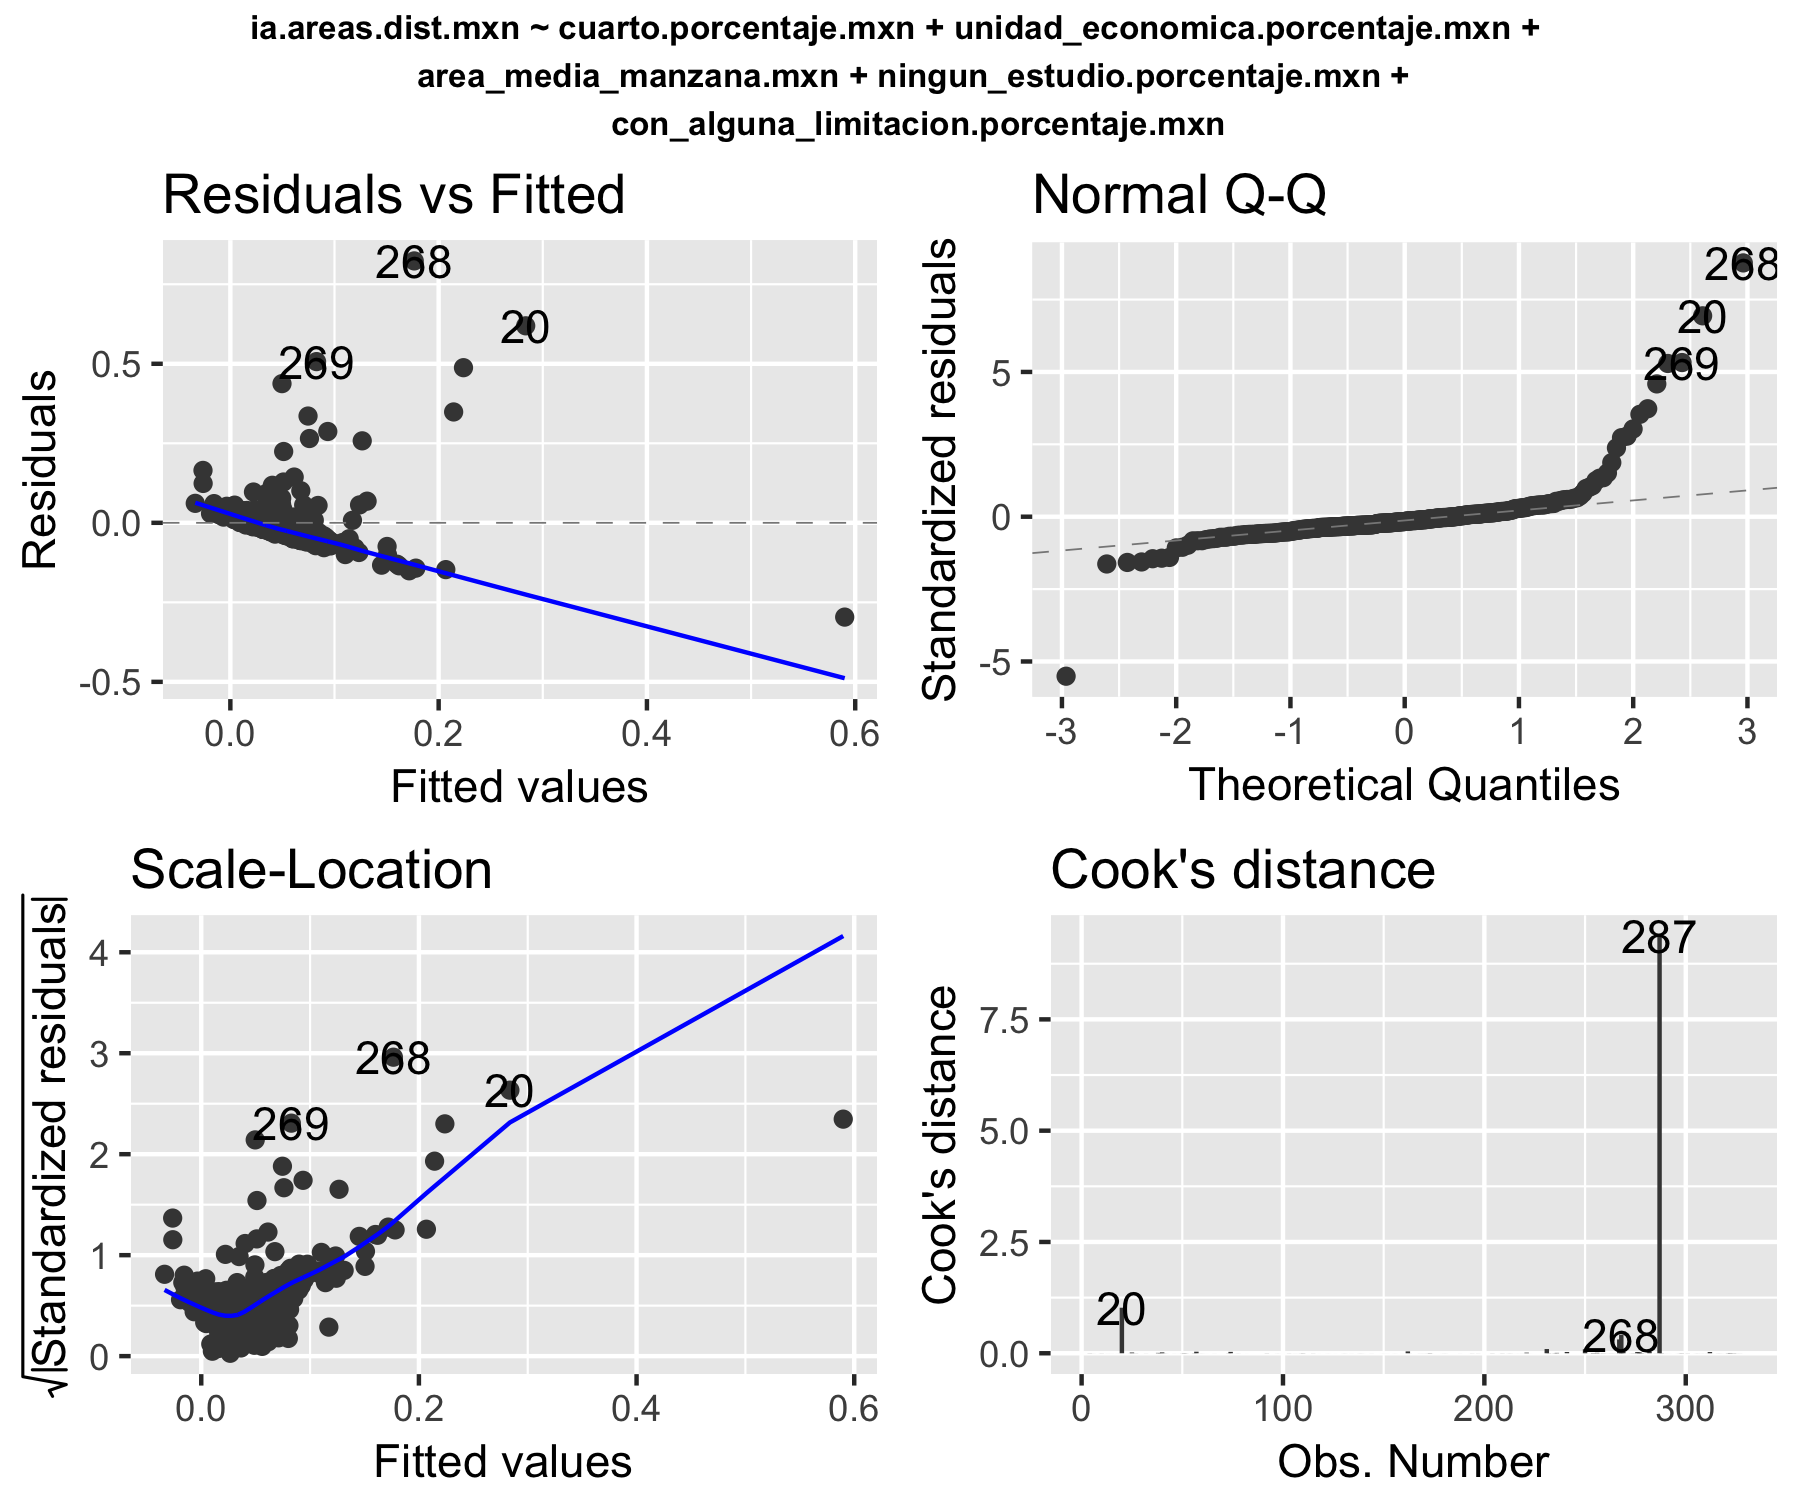 ia.areas.dist.mxn ~ cuarto.porcentaje.mxn + unidad_economica.porcentaje.mxn +
area_media_manzana.mxn + ningun_estudio.porcentaje.mxn +
con_alguna_limitacion.porcentaje.mxn
Residuals vs Fitted
268
20
269
0.5
0.0
-0.5
Residuals
0.0 0.2 0.4 0.6
Fitted values
Normal Q-Q
268
20
269
5
0
-5
Standardized residuals
-3 -2 -1 0 1 2 3
Theoretical Quantiles
Scale-Location
268
20
269
4
3
2
1
0
√|Standardized residuals|
0.0 0.2 0.4 0.6
Fitted values
Cook's distance
287
20
268
7.5
5.0
2.5
0.0
Cook's distance
0 100 200 300
Obs. Number